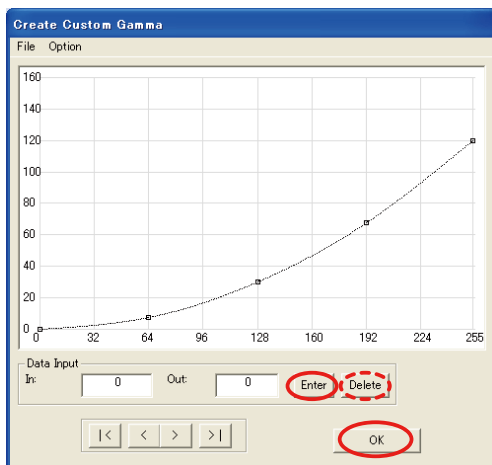 Create Custom Gamma
File Option
160
140
120
100
80
60
40
20
0
0 32 64 96 128 160 192 224 255
Data Input
In: 0 Out: 0 Enter Delete
|< < > >| OK